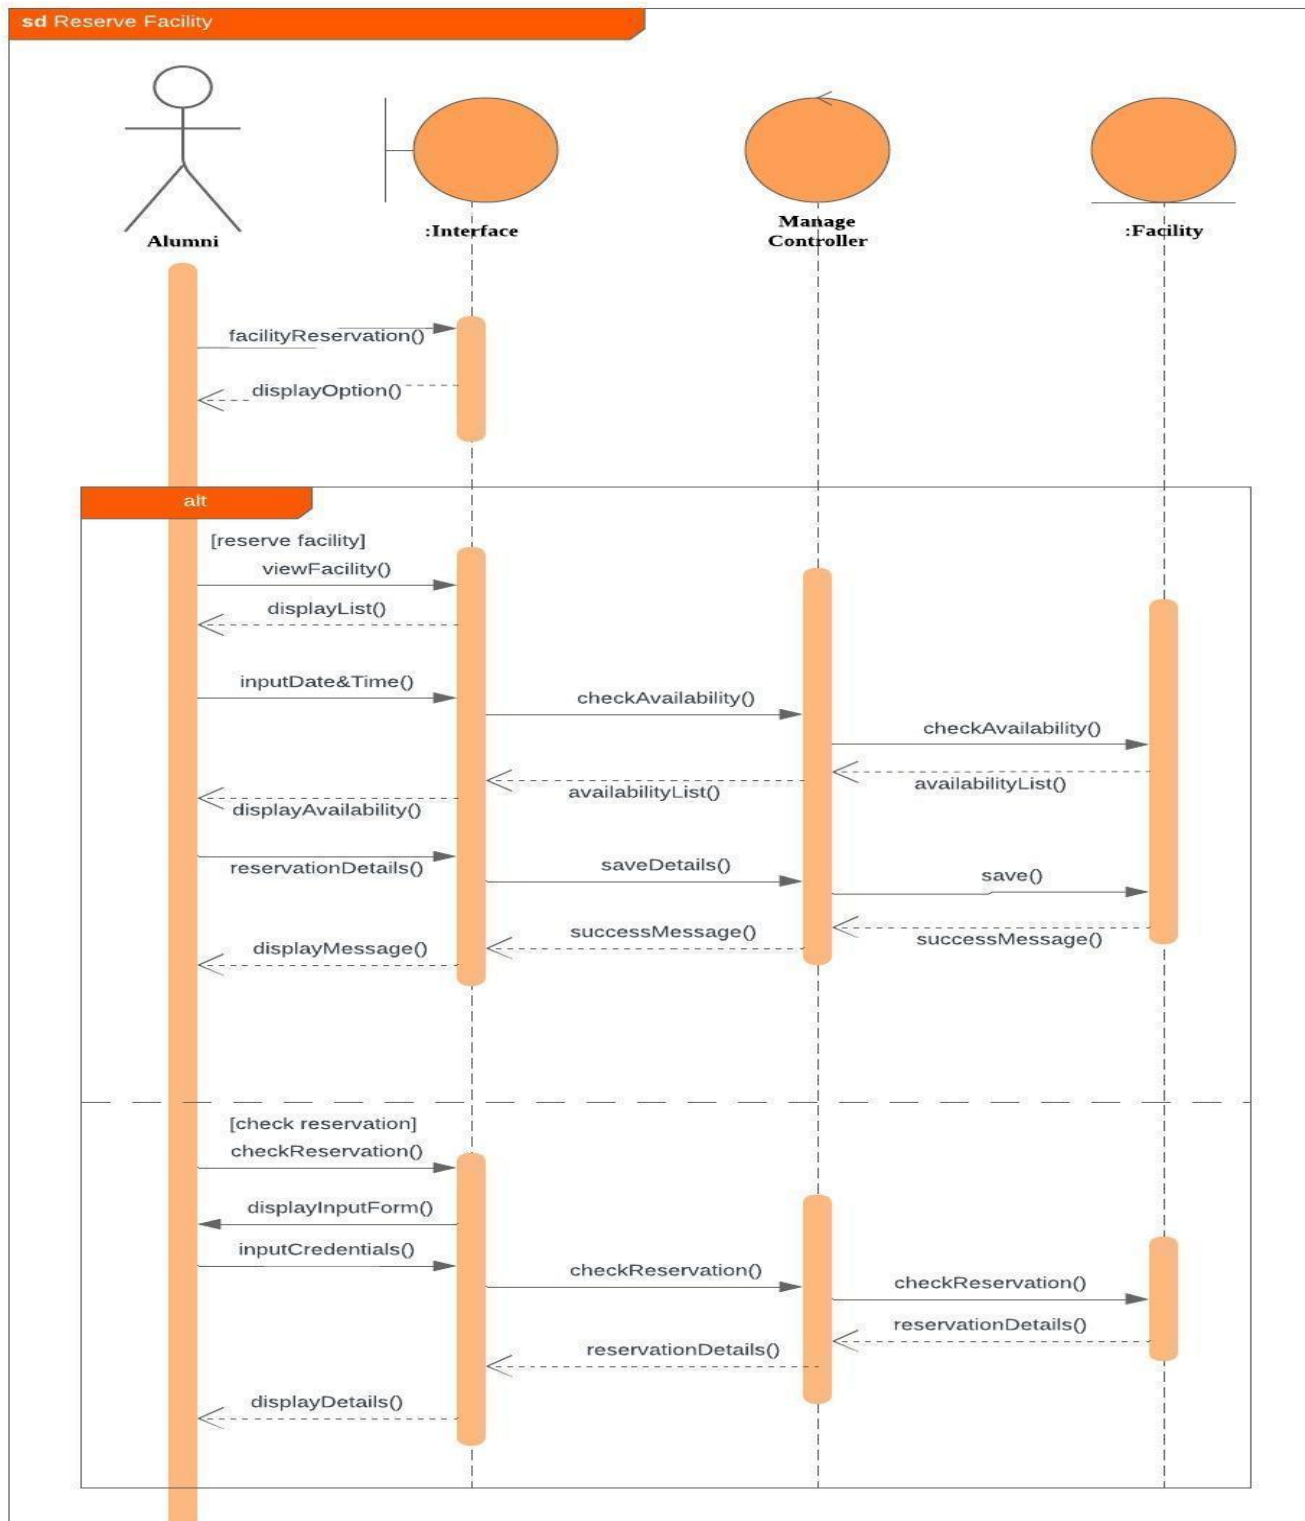 sd Reserve Facility
Alumni
:Interface
Manage
Controller
:Facility
facilityReservation()
displayOption()
alt
[reserve facility]
viewFacility()
displayList()
inputDate&Time()
checkAvailability()
checkAvailability()
availabilityList()
availabilityList()
displayAvailability()
reservationDetails()
saveDetails()
save()
successMessage()
successMessage()
displayMessage()
[check reservation]
checkReservation()
displayInputForm()
inputCredentials()
checkReservation()
checkReservation()
reservationDetails()
reservationDetails()
displayDetails()